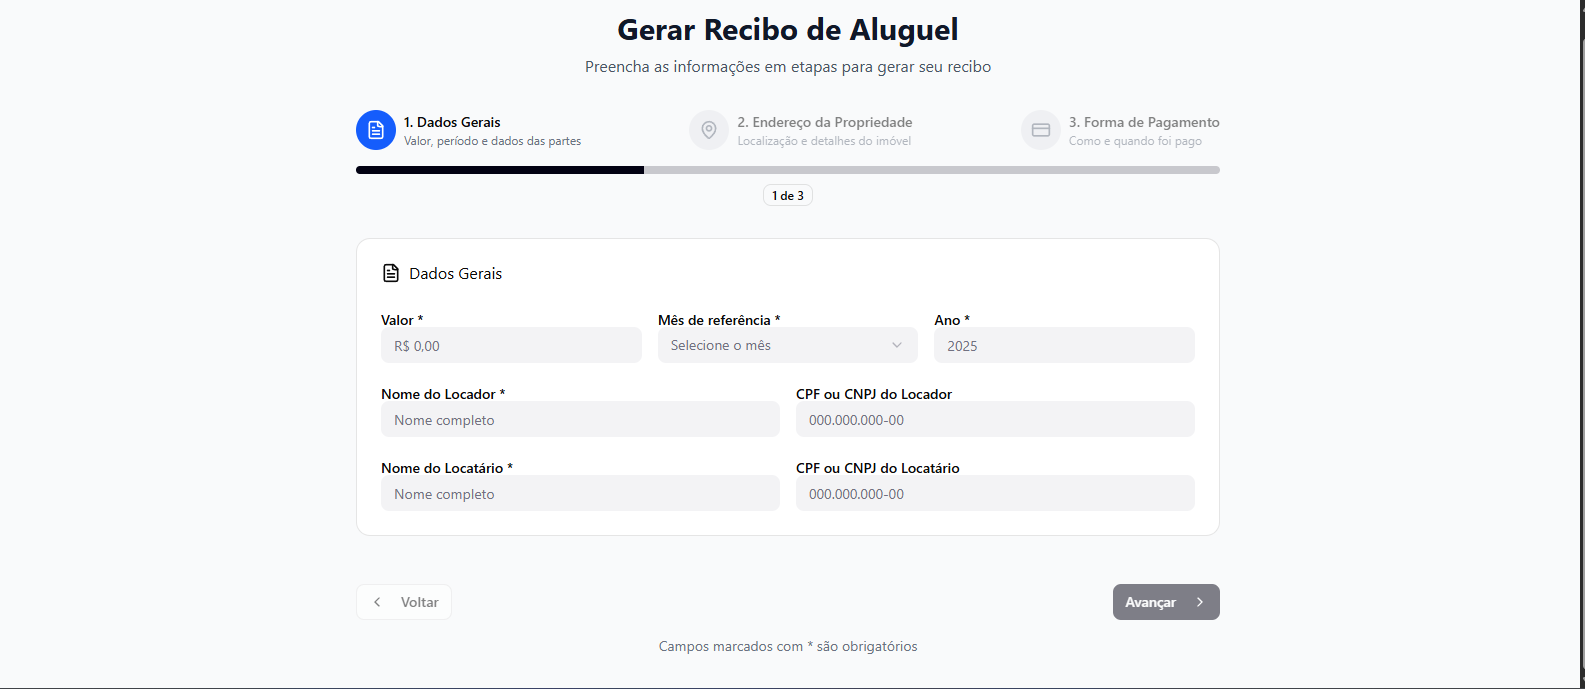 Gerar Recibo de Aluguel
Preencha as informações em etapas para gerar seu recibo
1. Dados Gerais
Valor, período e dados das partes
2. Endereço da Propriedade
Localização e detalhes do imóvel
3. Forma de Pagamento
Como e quando foi pago
1 de 3
Dados Gerais
Valor *
R$ 0,00
Mês de referência *
Selecione o mês
Ano *
2025
Nome do Locador *
Nome completo
CPF ou CNPJ do Locador
000.000.000-00
Nome do Locatário *
Nome completo
CPF ou CNPJ do Locatário
000.000.000-00
Voltar
Avançar
Campos marcados com * são obrigatórios